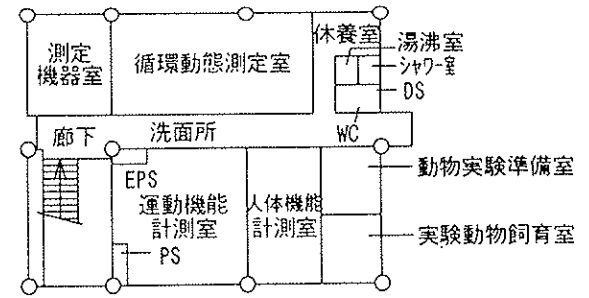 休養室
湯沸室
測定
機器室
循環動態測定室
シャワー室
DS
廊下
洗面所
WC
動物実験準備室
EPS
運動機能
計測室
人体機能
計測室
実験動物飼育室
PS